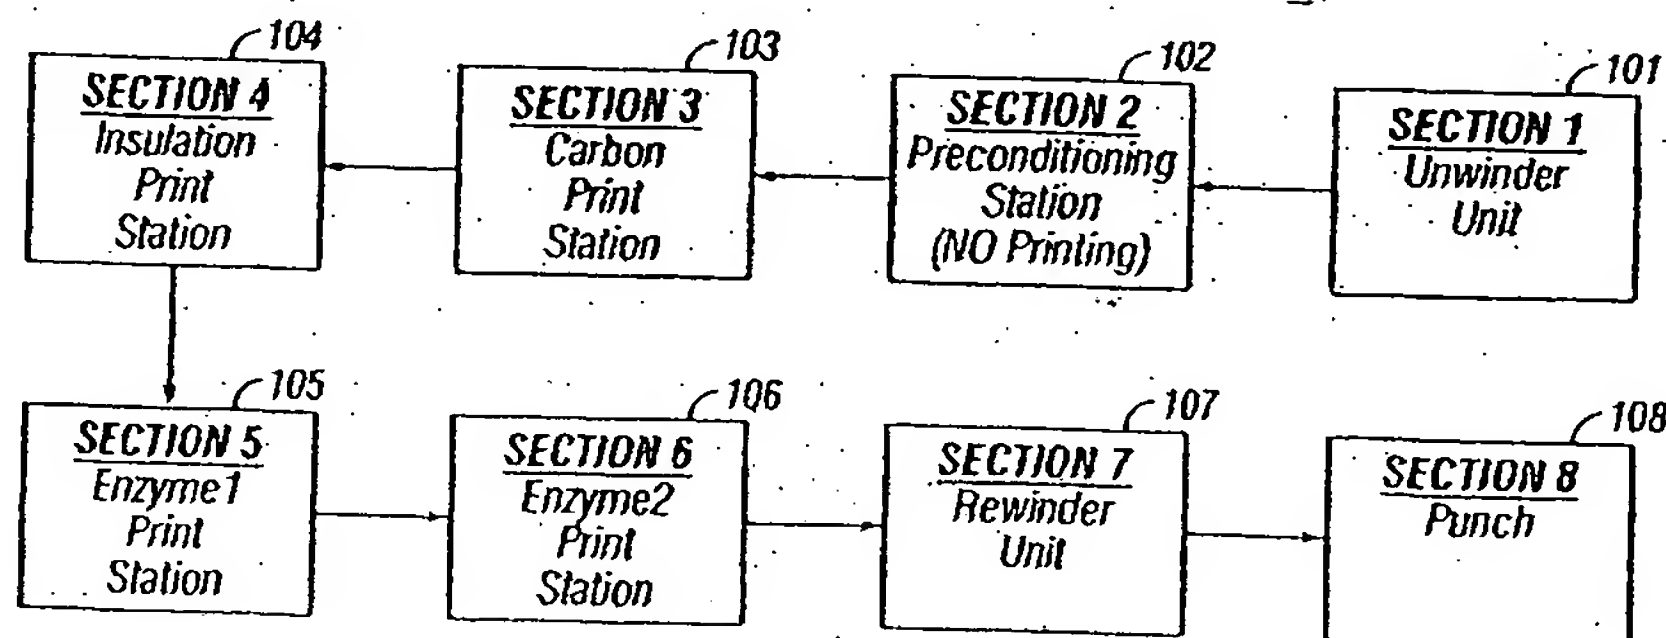 104
SECTION 4
Insulation
Print
Station
103
SECTION 3
Carbon
Print
Station
102
SECTION 2
Preconditioning
Station
(NO Printing)
101
SECTION 1
Unwinder
Unit
105
SECTION 5
Enzyme1
Print
Station
106
SECTION 6
Enzyme2
Print
Station
107
SECTION 7
Rewinder
Unit
108
SECTION 8
Punch